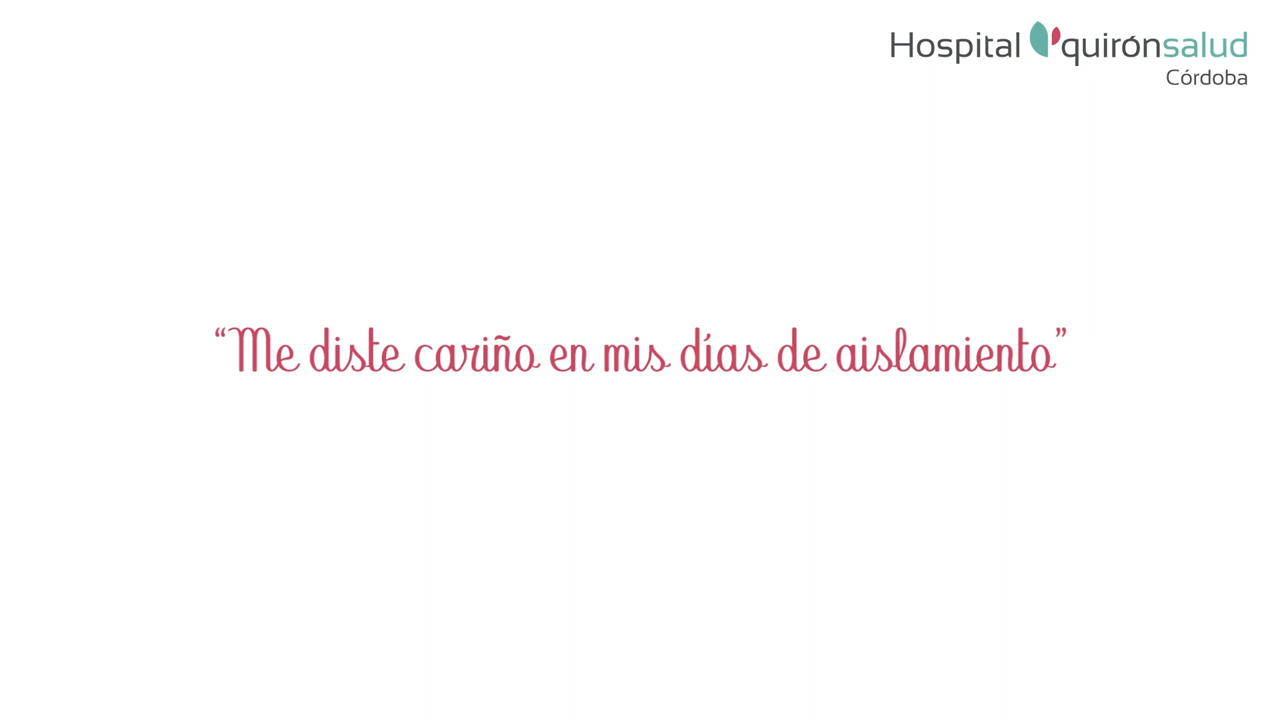 Hospital quirónsalud
Córdoba
“Me diste cariño en mis días de aislamiento”